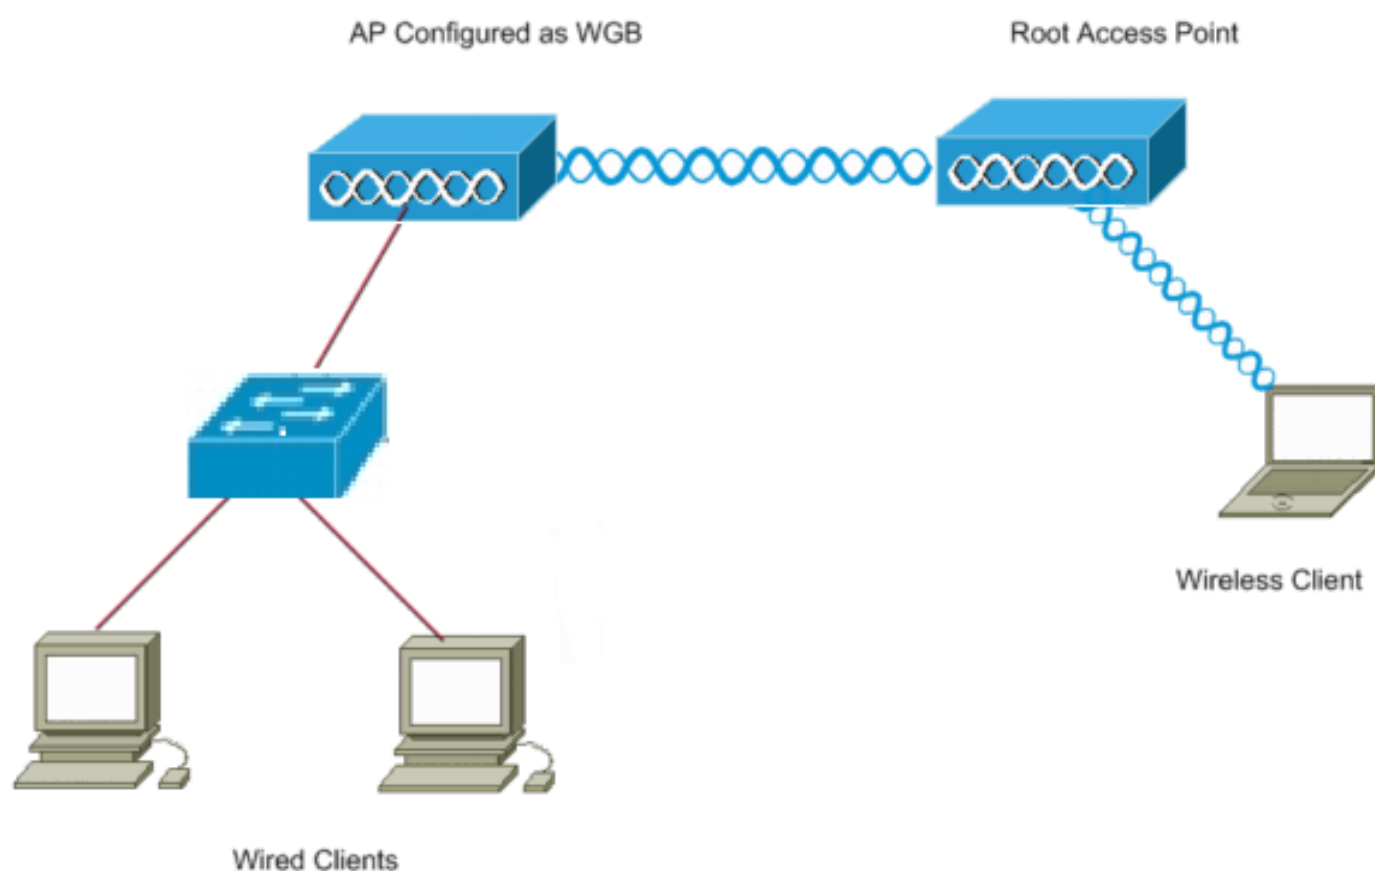 AP Configured as WGB
Root Access Point
Wireless Client
Wired Clients